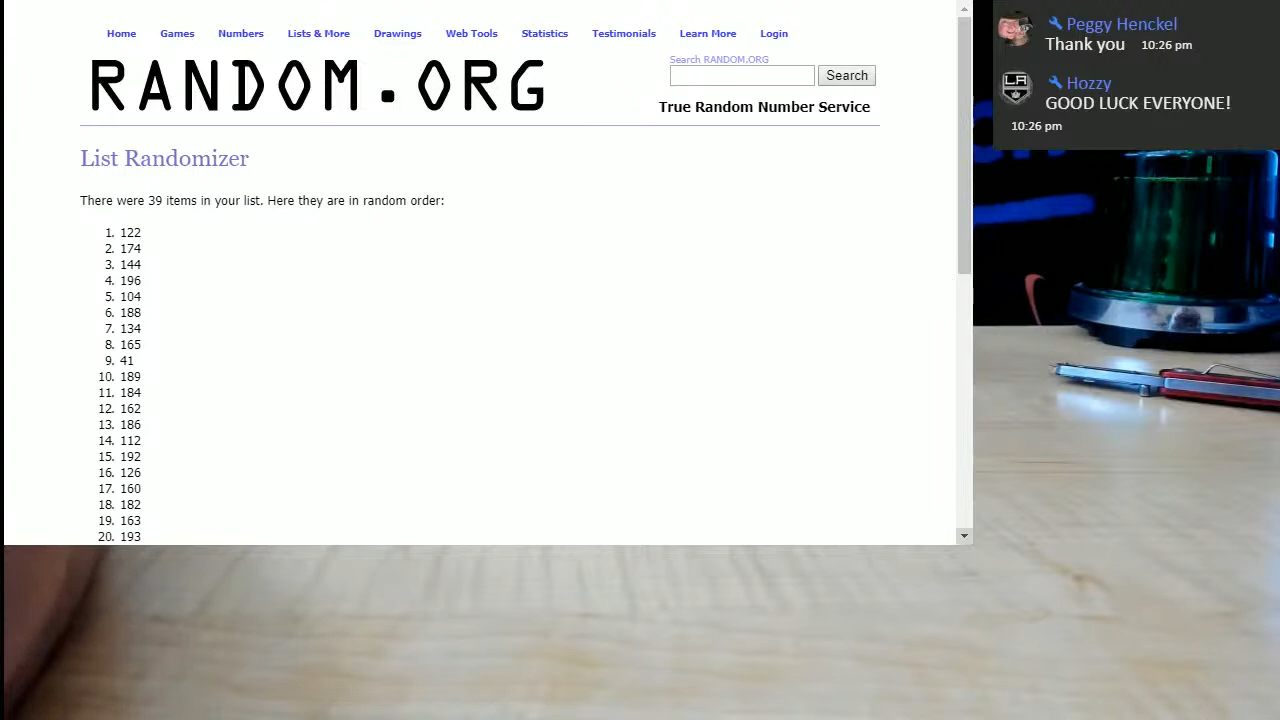 Home Games Numbers Lists & More Drawings Web Tools Statistics Testimonials Learn More Login
RANDOM.ORG
Search RANDOM.ORG
Search
True Random Number Service
List Randomizer
There were 39 items in your list. Here they are in random order:
1. 122
2. 174
3. 144
4. 196
5. 104
6. 188
7. 134
8. 165
9. 41
10. 189
11. 184
12. 162
13. 186
14. 112
15. 192
16. 126
17. 160
18. 182
19. 163
20. 193
Peggy Henckel
Thank you 10:26 pm
LA
Hozzy
GOOD LUCK EVERYONE!
10:26 pm